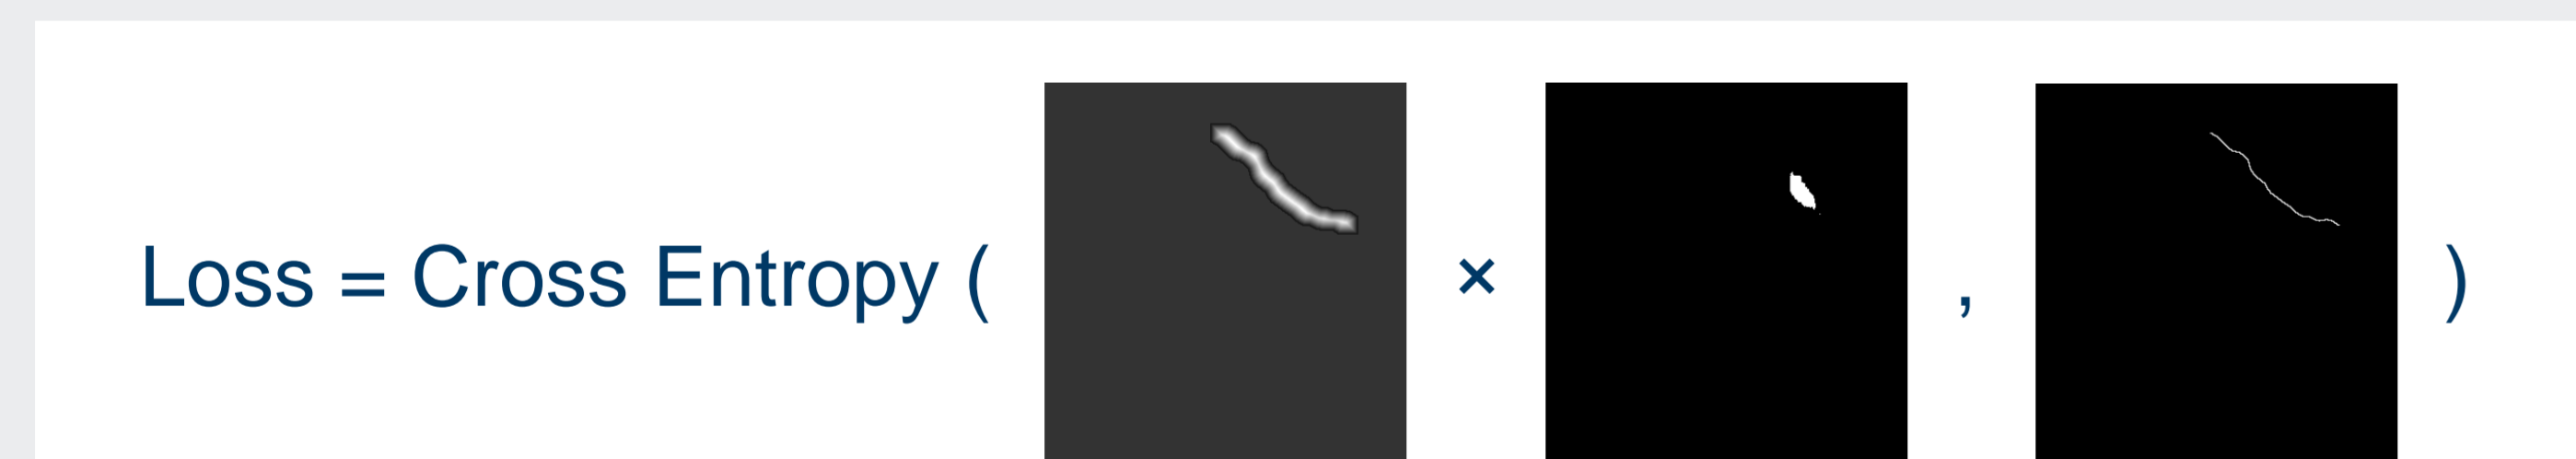 Loss = Cross Entropy ( × , )